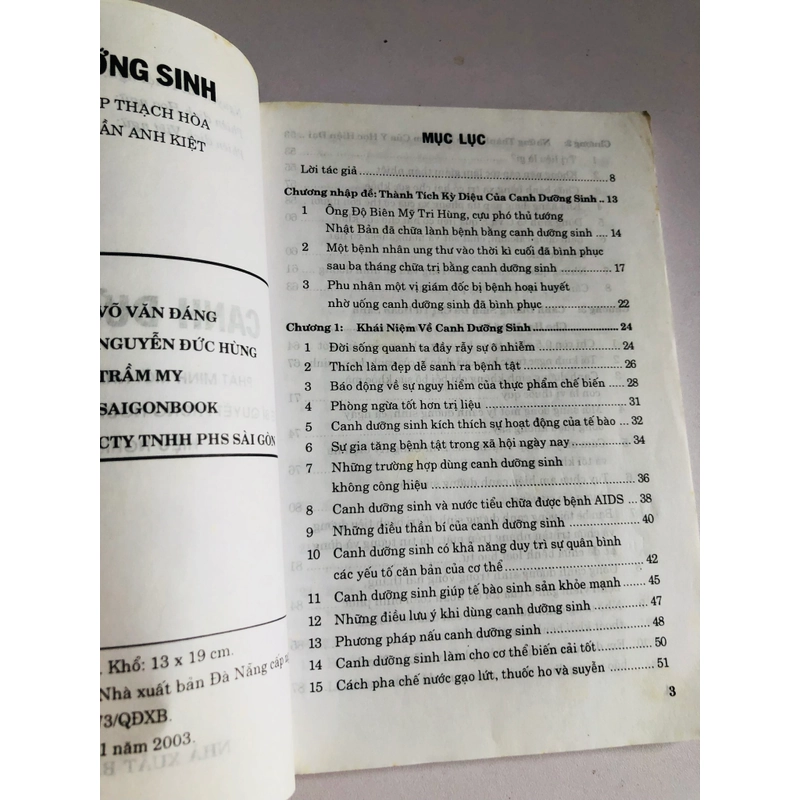 ỠNG SINH
P THẠCH HÒA
ẦN ANH KIỆT
VÕ VĂN ĐÁNG
NGUYỄN ĐỨC HÙNG
TRẦM MY
SAIGONBOOK
CTY TNHH PHS SÀI GÒN
. Khổ: 13 x 19 cm.
Nhà xuất bản Đà Nẵng cấp
73/QĐXB.
1 năm 2003.
MỤC LỤC
Lời tác giả 8
Chương nhập đề: Thành Tích Kỳ Diệu Của Canh Dưỡng Sinh .. 13
1 Ông Độ Biên Mỹ Tri Hùng, cựu phó thủ tướng
Nhật Bản đã chữa lành bệnh bằng canh dưỡng sinh .... 14
2 Một bệnh nhân ung thư vào thời kì cuối đã bình phục
sau ba tháng chữa trị bằng canh dưỡng sinh ................ 17
3 Phu nhân một vị giám đốc bị bệnh hoại huyết
nhờ uống canh dưỡng sinh đã bình phục ...................... 22
Chương 1: Khái Niệm Về Canh Dưỡng Sinh ........................... 24
1 Đời sống quanh ta đầy rẫy sự ô nhiễm ......................... 24
2 Thích làm đẹp dễ sanh ra bệnh tật ............................... 26
3 Báo động về sự nguy hiểm của thực phẩm chế biến ..... 28
4 Phòng ngừa tốt hơn trị liệu .......................................... 31
5 Canh dưỡng sinh kích thích sự hoạt động của tế bào .. 32
6 Sự gia tăng bệnh tật trong xã hội ngày nay ................. 34
7 Những trường hợp dùng canh dưỡng sinh
không công hiệu ............................................................. 36
8 Canh dưỡng sinh và nước tiểu chữa được bệnh AIDS ... 38
9 Những điều thần bí của canh dưỡng sinh .................... 40
10 Canh dưỡng sinh có khả năng duy trì sự quân bình
các yếu tố căn bản của cơ thể ........................................ 42
11 Canh dưỡng sinh giúp tế bào sinh sản khỏe mạnh ...... 45
12 Những điều lưu ý khi dùng canh dưỡng sinh ............... 47
13 Phương pháp nấu canh dưỡng sinh .............................. 48
14 Canh dưỡng sinh làm cho cơ thể biến cải tốt ................ 50
15 Cách pha chế nước gạo lứt, thuốc ho và suyễn ............. 51
3